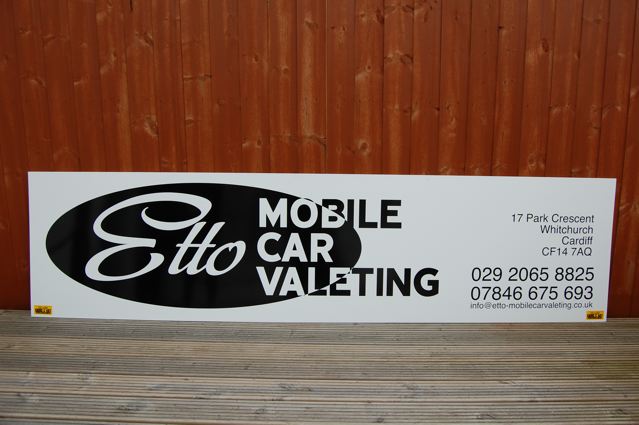 Etto
MOBILE
CAR
VALETING
17 Park Crescent
Whitchurch
Cardiff
CF14 7AQ
029 2065 8825
07846 675 693
info@etto-mobilecarvaleting.co.uk